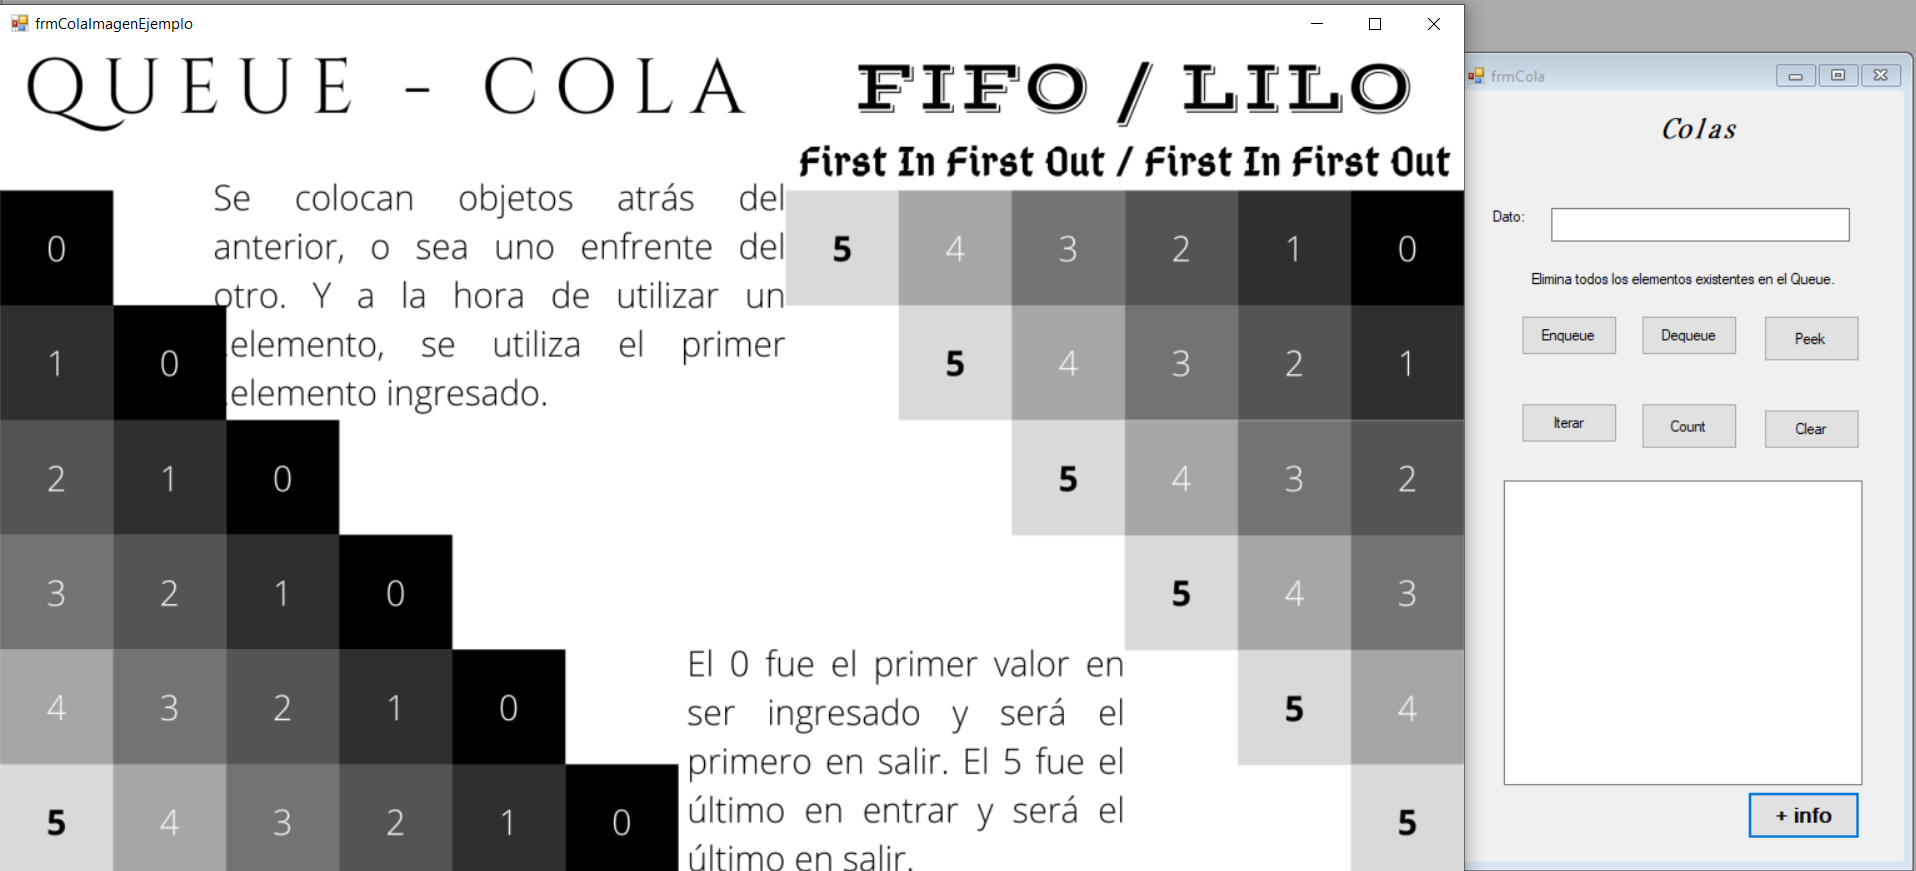 frmColaImagenEjemplo
QUEUE - COLA
FIFO / LILO
First In First Out / First In First Out
Se colocan objetos atrás del
anterior, o sea uno enfrente del
otro. Y a la hora de utilizar un
.elemento, se utiliza el primer
.elemento ingresado.
0
1 0
2 1 0
3 2 1 0
4 3 2 1 0
5 4 3 2 1 0
5 4 3 2 1 0
5 4 3 2 1
5 4 3 2
5 4 3
5 4
5
El 0 fue el primer valor en
ser ingresado y será el
primero en salir. El 5 fue el
último en entrar y será el
último en salir.
frmCola
Colas
Dato:
Elimina todos los elementos existentes en el Queue.
Enqueue Dequeue Peek
Iterar Count Clear
+ info